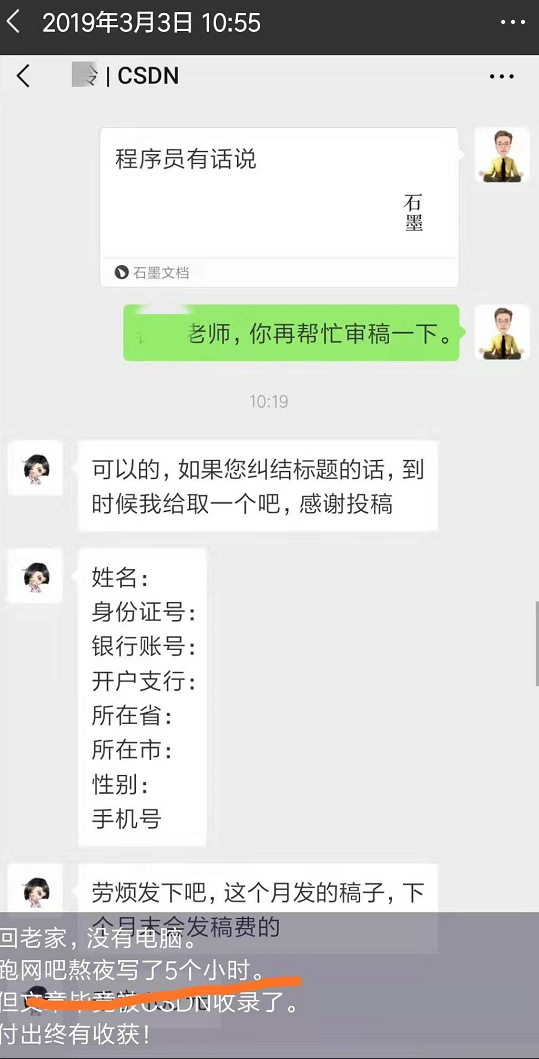 2019年3月3日 10:55
| CSDN
程序员有话说
石墨
石墨文档
老师，你再帮忙审稿一下。
10:19
可以的，如果您纠结标题的话，到
时候我给取一个吧，感谢投稿
姓名：
身份证号：
银行账号：
开户支行：
所在省：
所在市：
性别：
手机号
劳烦发下吧，这个月发的稿子，下
个月末会发稿费的
回老家，没有电脑。
跑网吧熬夜写了5个小时。
但文章毕竟被CSDN收录了。
付出终有收获！